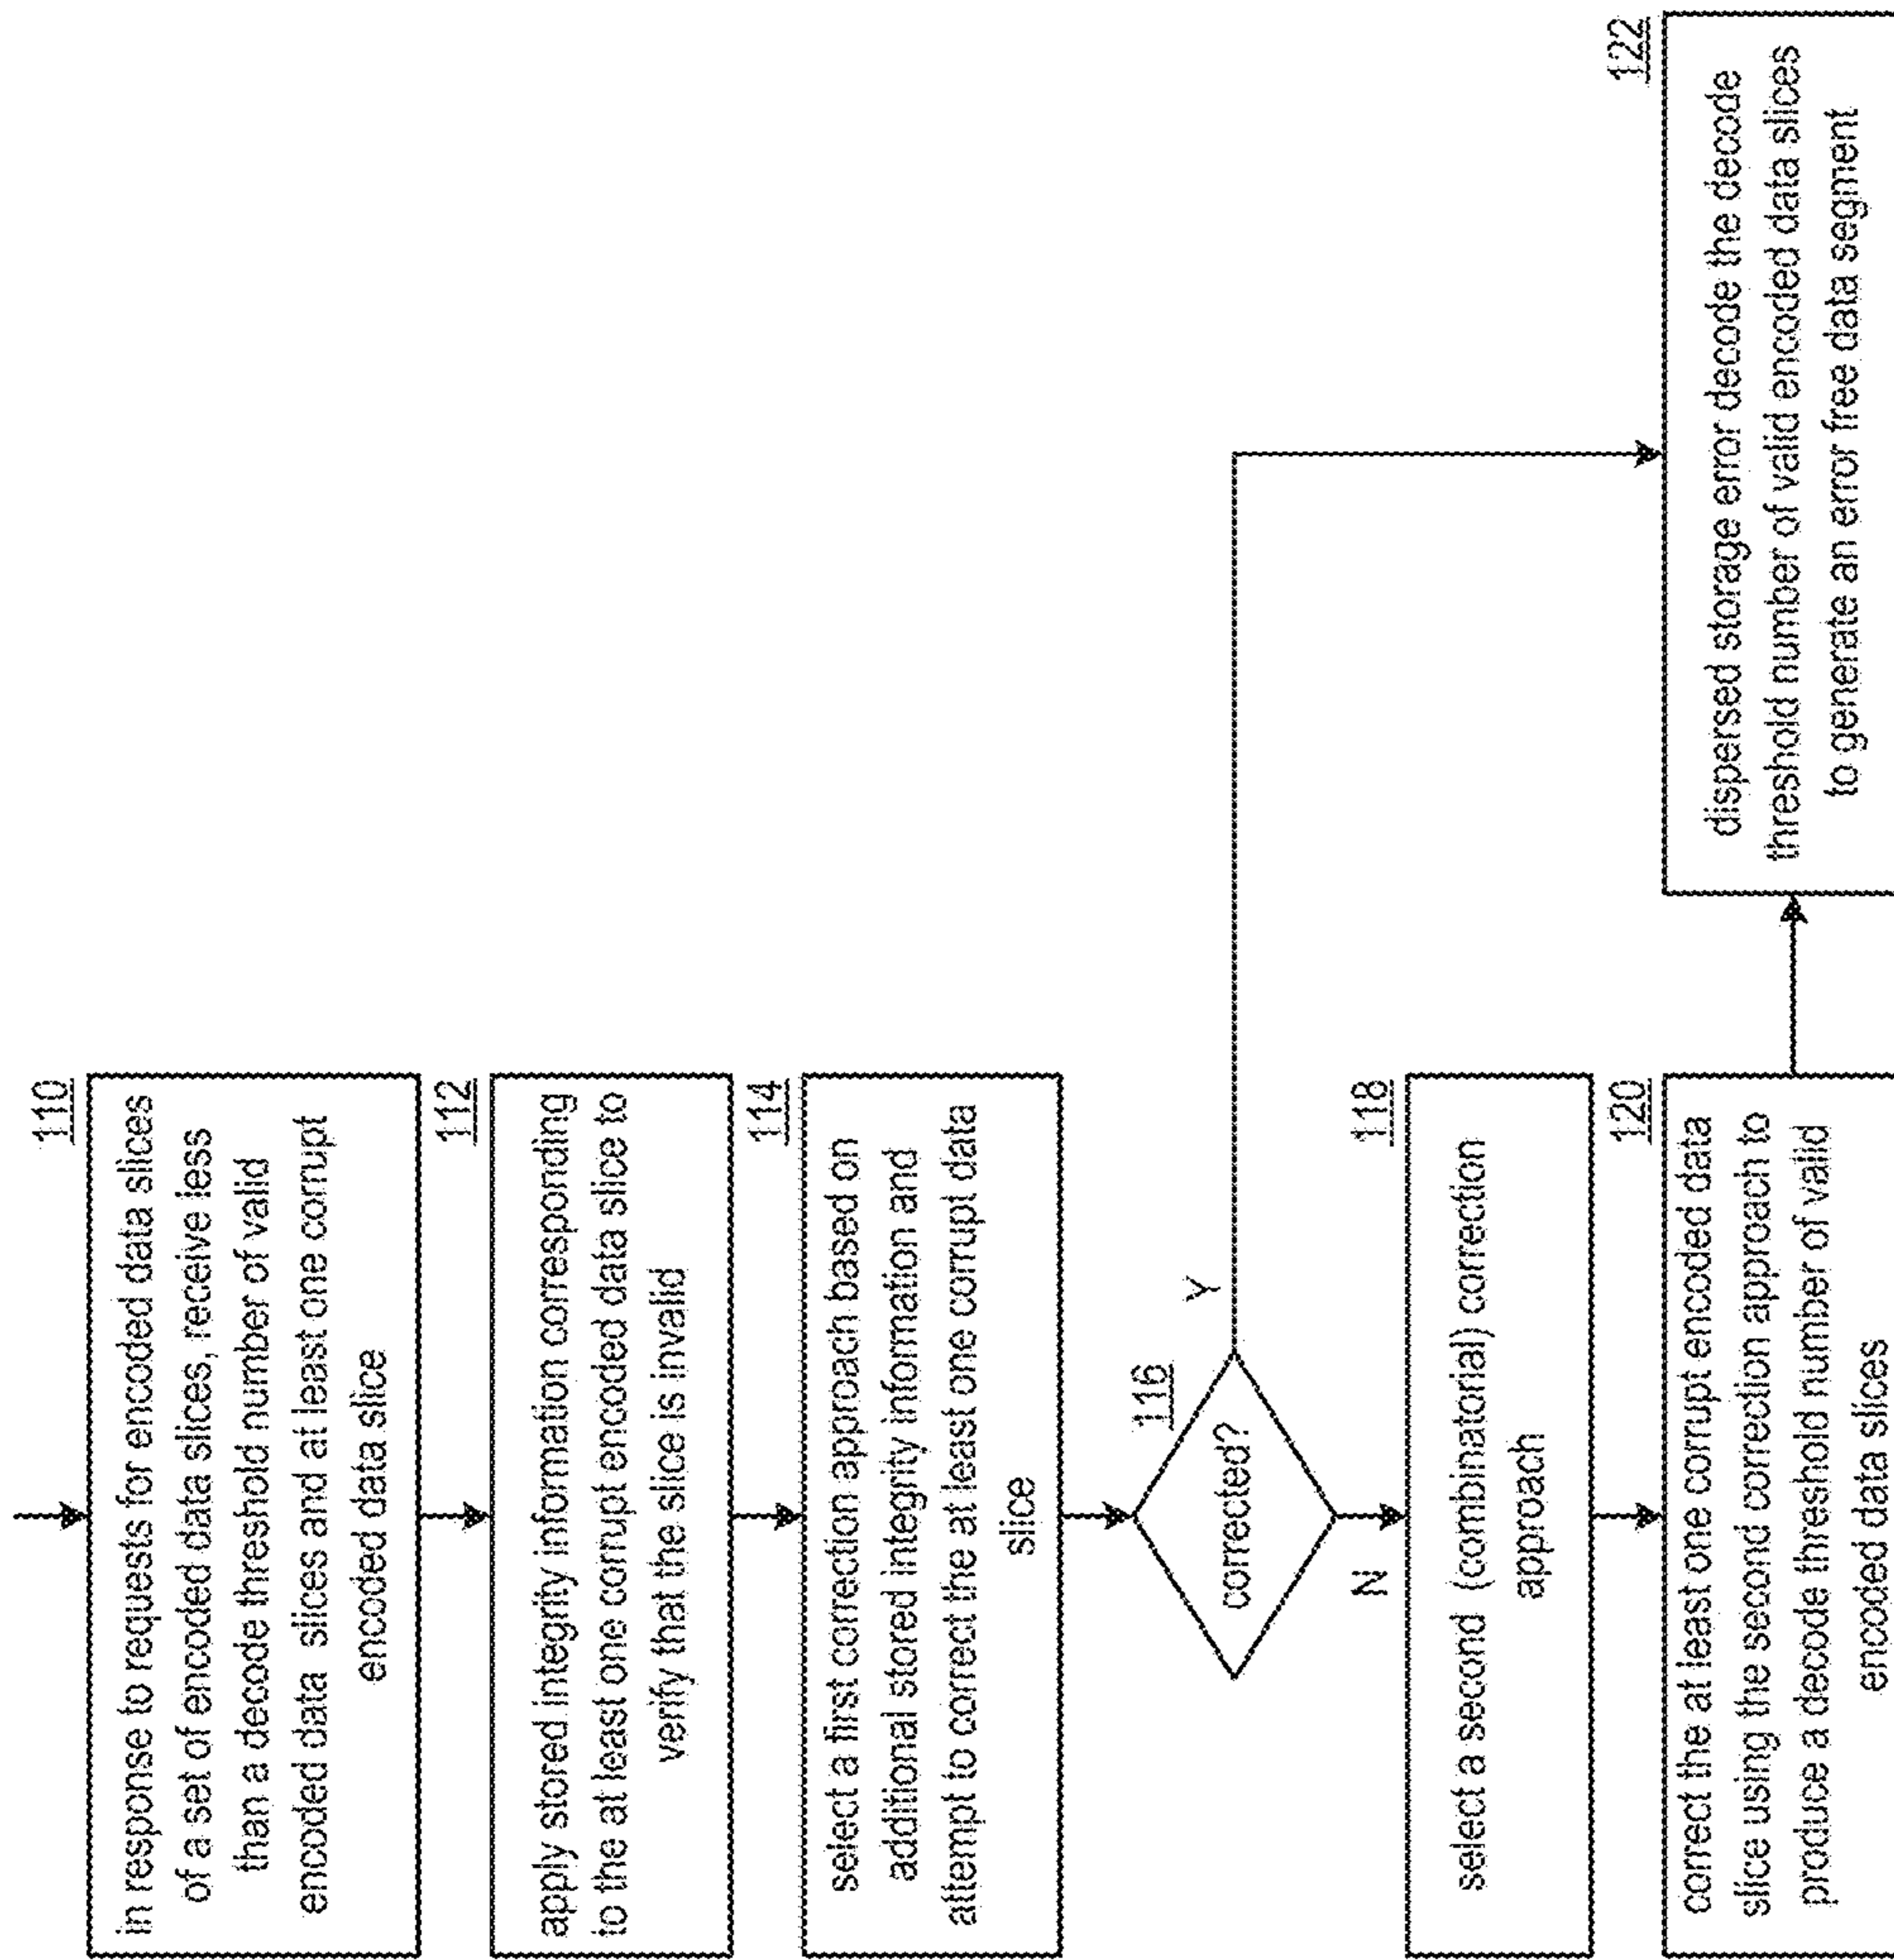 110
in response to requests for encoded data slices
of a set of encoded data slices, receive less
than a decode threshold number of valid
encoded data slices and at least one corrupt
encoded data slice
112
apply stored integrity information corresponding
to the at least one corrupt encoded data slice to
verify that the slice is invalid
114
select a first correction approach based on
additional stored integrity information and
attempt to correct the at least one corrupt data
slice
116
corrected?
Y
N
118
select a second (combinatorial) correction
approach
120
correct the at least one corrupt encoded data
slice using the second correction approach to
produce a decode threshold number of valid
encoded data slices
122
dispersed storage error decode the decode
threshold number of valid encoded data slices
to generate an error free data segment